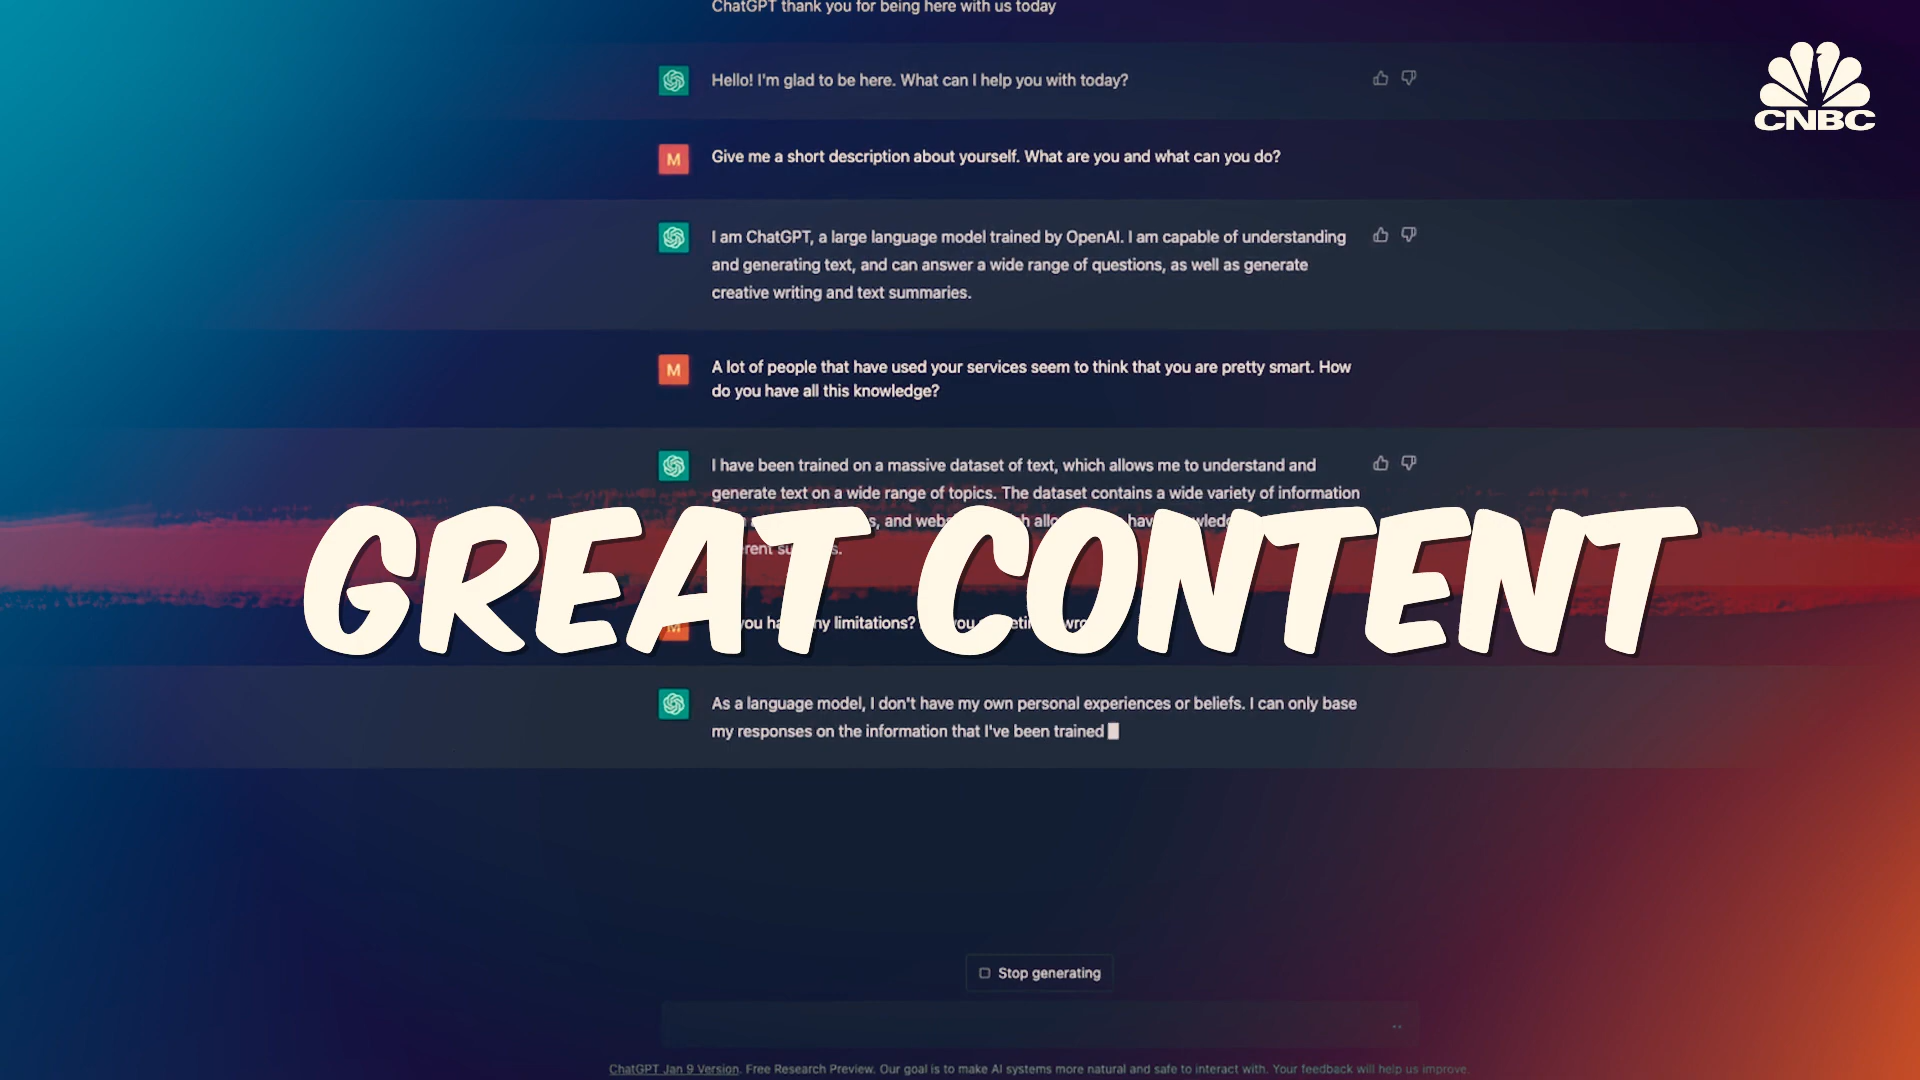 ChatGPT thank you for being here with us today
CNBC
Hello! I'm glad to be here. What can I help you with today?
M
Give me a short description about yourself. What are you and what can you do?
I am ChatGPT, a large language model trained by OpenAI. I am capable of understanding
and generating text, and can answer a wide range of questions, as well as generate
creative writing and text summaries.
M
A lot of people that have used your services seem to think that you are pretty smart. How
do you have all this knowledge?
I have been trained on a massive dataset of text, which allows me to understand and
generate text on a wide range of topics. The dataset contains a wide variety of information
and
GREAT CONTENT
M
limitations?
As a language model, I don't have my own personal experiences or beliefs. I can only base
my responses on the information that I've been trained
Stop generating
ChatGPT Jan 9 Version. Free Research Preview. Our goal is to make AI systems more natural and safe to interact with. Your feedback will help us improve.